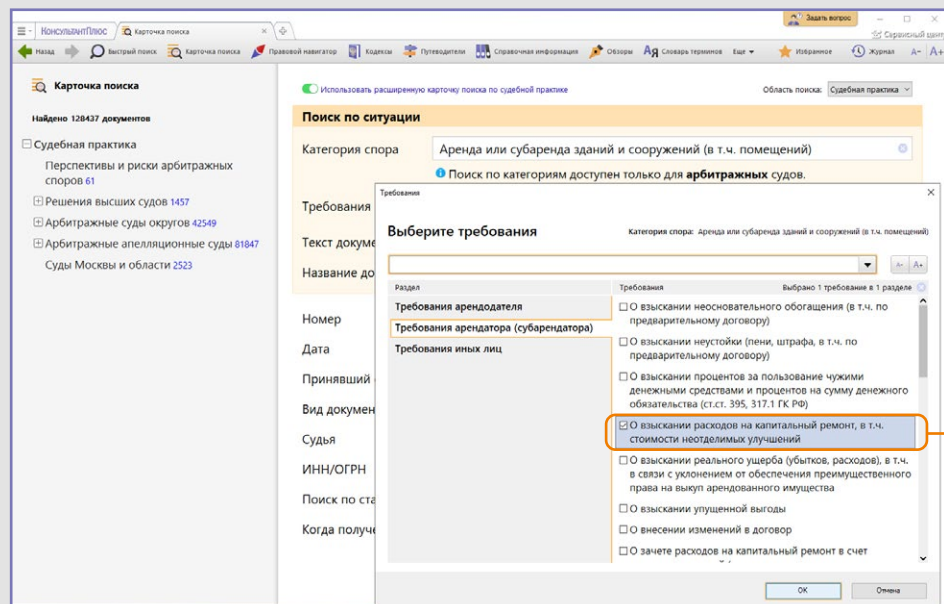 Задать вопрос
КонсультантПлюс
Карточка поиска
Сервисный
Назад
Быстрый поиск
Карточка поиска
Правовой навигатор
Кодексы
Путеводители
Справочная информация
Обзоры
Словарь терминов
Еще
Избранное
Журнал
А- А+
Карточка поиска
Использовать расширенную карточку поиска по судебной практике
Область поиска: Судебная практика
Найдено 128437 документов
Поиск по ситуации
Судебная практика
Перспективы и риски арбитражных
споров 61
Решения высших судов 1457
Арбитражные суды округов 42549
Арбитражные апелляционные суды 81847
Суды Москвы и области 2523
Категория спора
Аренда или субаренда зданий и сооружений (в т.ч. помещений)
Поиск по категориям доступен только для арбитражных судов.
Требования
Текст докуме
Название до
Номер
Дата
Принявший
Вид докумен
Судья
ИНН/ОГРН
Поиск по ста
Когда получе
Требования
Выберите требования
Категория спора: Аренда или субаренда зданий и сооружений (в т.ч. помещений)
А- А+
Раздел
Требования
Выбрано 1 требование в 1 разделе
Требования арендодателя
Требования арендатора (субарендатора)
Требования иных лиц
О взыскании неосновательного обогащения (в т.ч. по
предварительному договору)
О взыскании неустойки (пени, штрафа, в т.ч. по
предварительному договору)
О взыскании процентов за пользование чужими
денежными средствами и процентов на сумму денежного
обязательства (ст.ст. 395, 317.1 ГК РФ)
О взыскании расходов на капитальный ремонт, в т.ч.
стоимости неотделимых улучшений
О взыскании реального ущерба (убытков, расходов), в т.ч.
в связи с уклонением от обеспечения преимущественного
права на выкуп арендованного имущества
О взыскании упущенной выгоды
О внесении изменений в договор
О зачете расходов на капитальный ремонт в счет
ОК
Отмена